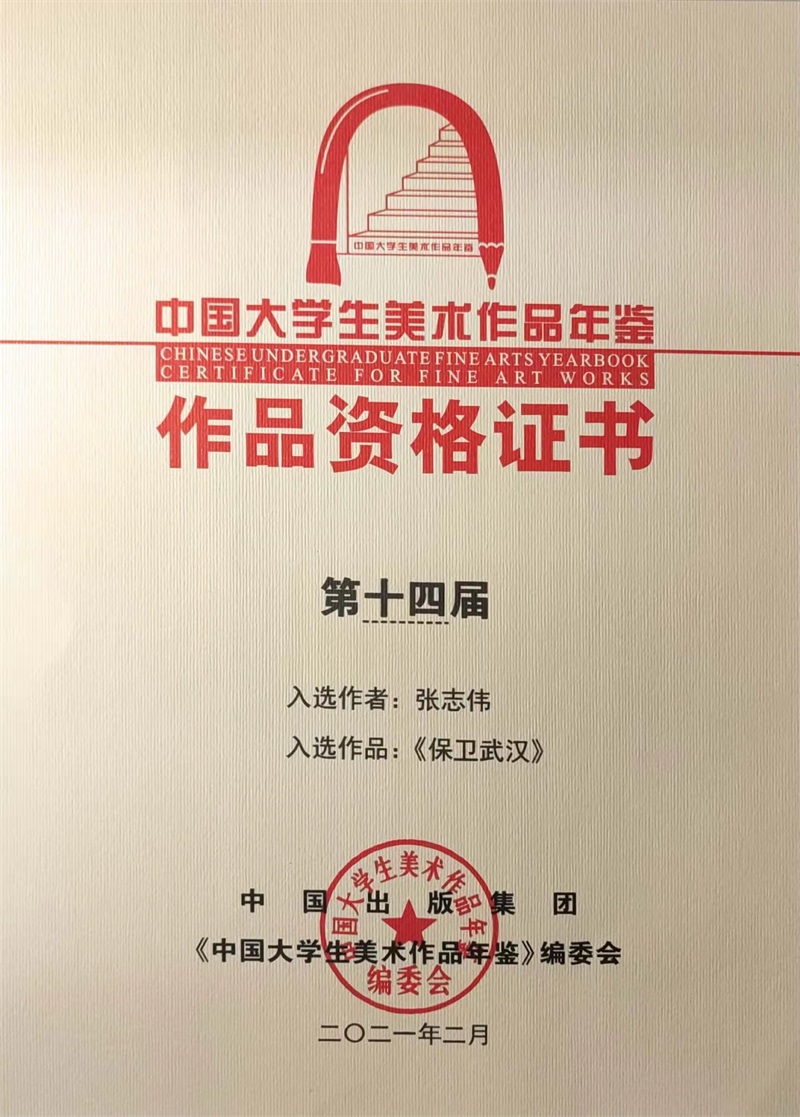 中国大学生美术作品年鉴
中国大学生美术作品年鉴
CHINESE UNDERGRADUATE FINE ARTS YEARBOOK
CERTIFICATE FOR FINE ART WORKS
作品资格证书
第十四届
入选作者：张志伟
入选作品：《保卫武汉》
中国出版集团
《中国大学生美术作品年鉴》编委会
中国大学生美术作品年鉴
编委会
二〇二一年二月